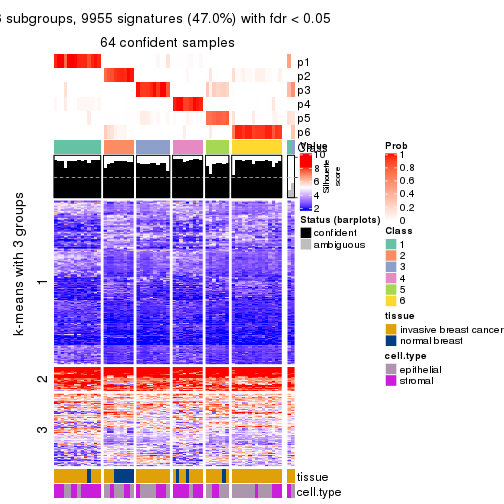 subgroups, 9955 signatures (47.0%) with fdr < 0.05
64 confident samples
p1
p2
p3
p4
p5
p6
Class
k-means with 3 groups
1
2
3
tissue
cell.type
Value
10
8
6
4
2
Silhouette
score
Status (barplots)
confident
ambiguous
Prob
1
0.8
0.6
0.4
0.2
0
Class
1
2
3
4
5
6
tissue
invasive breast cancer
normal breast
cell.type
epithelial
stromal